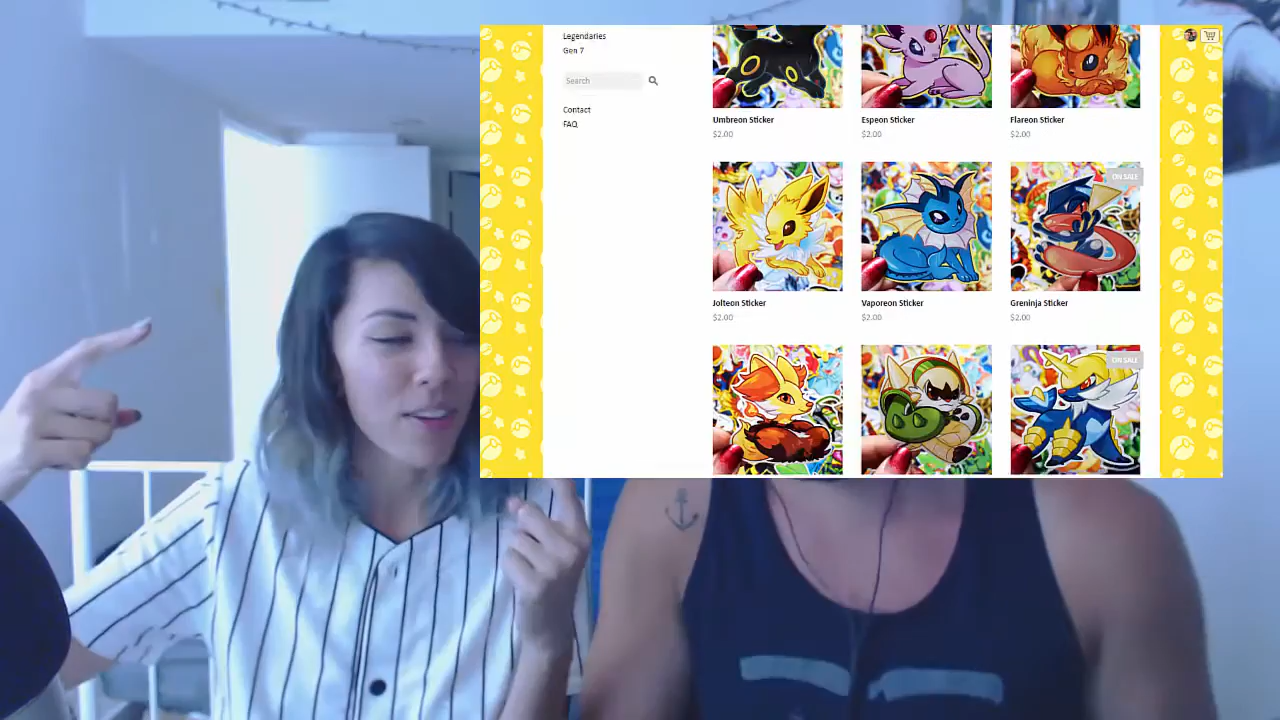 Legendaries
Gen 7
Search
Contact
FAQ
Umbreon Sticker
$2.00
Espeon Sticker
$2.00
Flareon Sticker
$2.00
ON SALE
Jolteon Sticker
$2.00
Vaporeon Sticker
$2.00
Greninja Sticker
$2.00
ON SALE